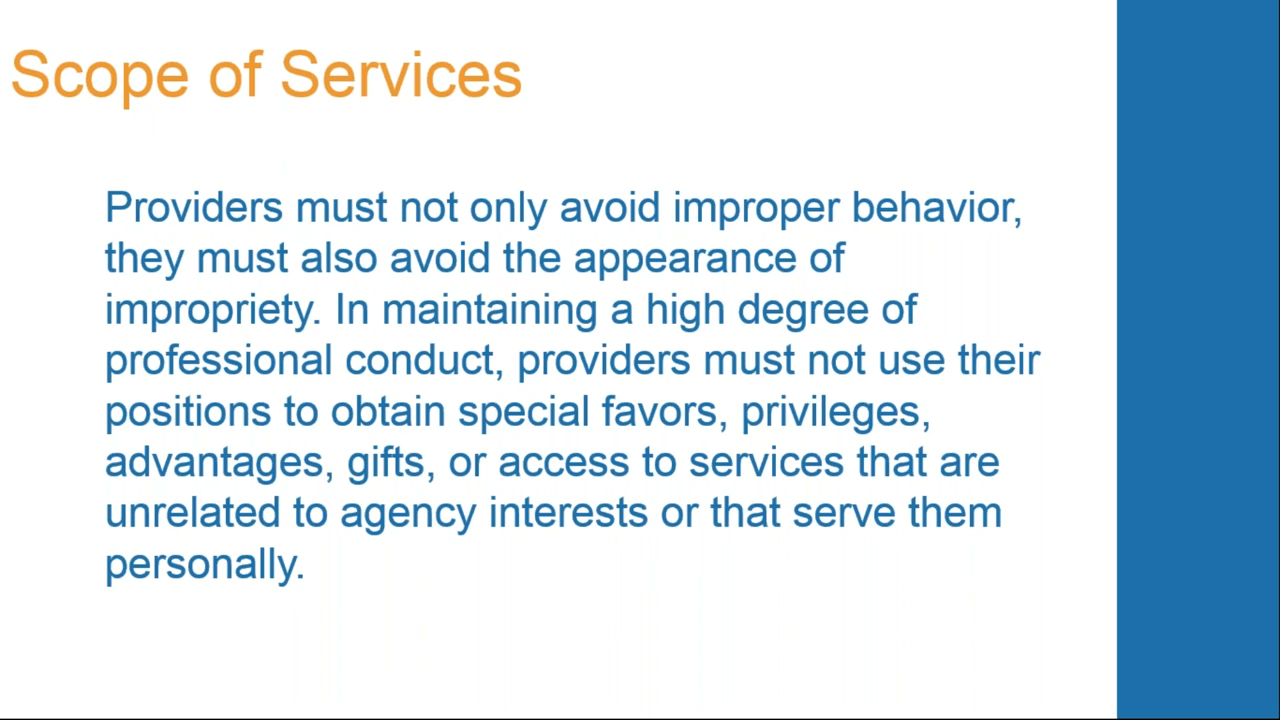 Scope of Services
Providers must not only avoid improper behavior,
they must also avoid the appearance of
impropriety. In maintaining a high degree of
professional conduct, providers must not use their
positions to obtain special favors, privileges,
advantages, gifts, or access to services that are
unrelated to agency interests or that serve them
personally.